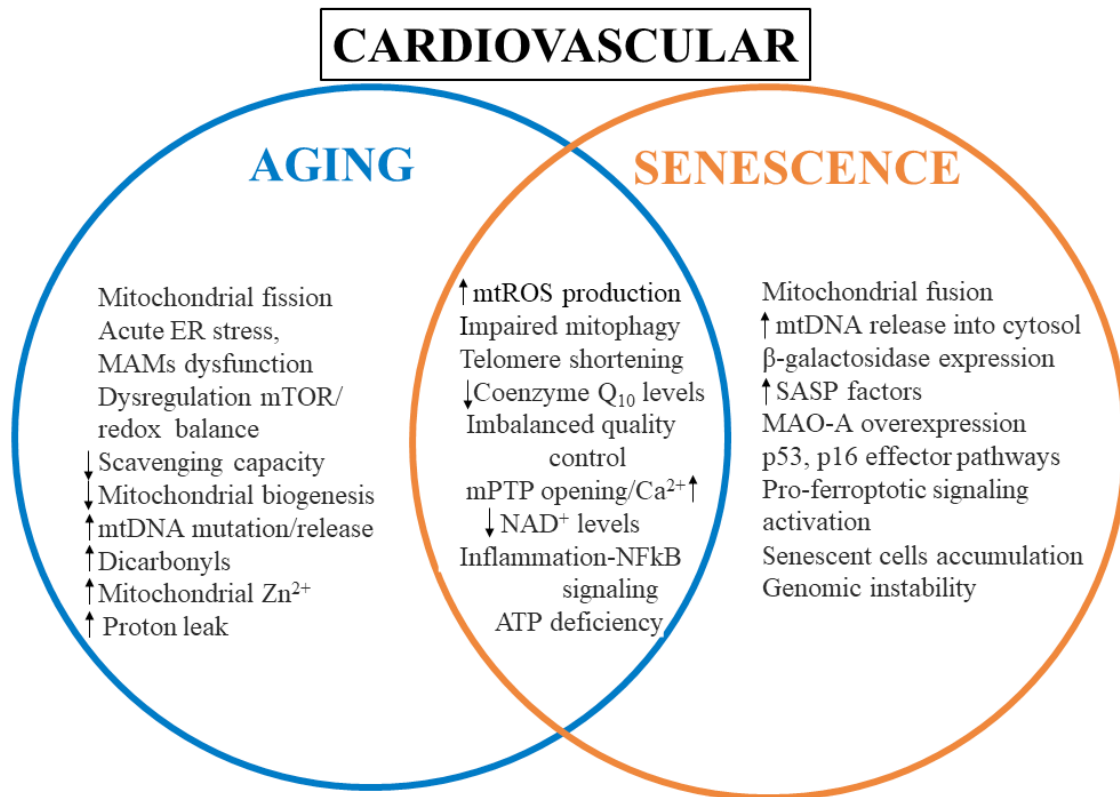 CARDIOVASCULAR
AGING
Mitochondrial fission
Acute ER stress,
MAMs dysfunction
Dysregulation mTOR/
redox balance
↓Scavenging capacity
↓Mitochondrial biogenesis
↑mtDNA mutation/release
↑Dicarbonyls
↑Mitochondrial Zn²⁺
↑ Proton leak
↑mtROS production
Impaired mitophagy
Telomere shortening
↓Coenzyme Q₁₀ levels
Imbalanced quality
control
mPTP opening/Ca²⁺↑
↓ NAD⁺ levels
Inflammation-NFkB
signaling
ATP deficiency
SENESCENCE
Mitochondrial fusion
↑mtDNA release into cytosol
β-galactosidase expression
↑SASP factors
MAO-A overexpression
p53, p16 effector pathways
Pro-ferroptotic signaling
activation
Senescent cells accumulation
Genomic instability